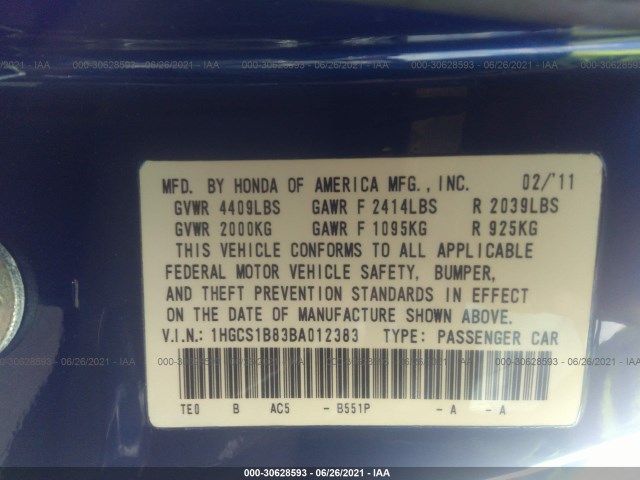 00-30628593 - 06/26/2021 - IAA
MFD. BY HONDA OF AMERICA MFG., INC. 02/'11
GVWR 4409LBS GAWR F 2414LBS R 2039LBS
GVWR 2000KG GAWR F 1095KG R 925KG
THIS VEHICLE CONFORMS TO ALL APPLICABLE
FEDERAL MOTOR VEHICLE SAFETY, BUMPER,
AND THEFT PREVENTION STANDARDS IN EFFECT
ON THE DATE OF MANUFACTURE SHOWN ABOVE.
V.I.N.: 1HGCS1B83BA012383 TYPE: PASSENGER CAR
TE0 B AC5 - B551P - A - A
000-30628593 - 06/26/2021 - IAA